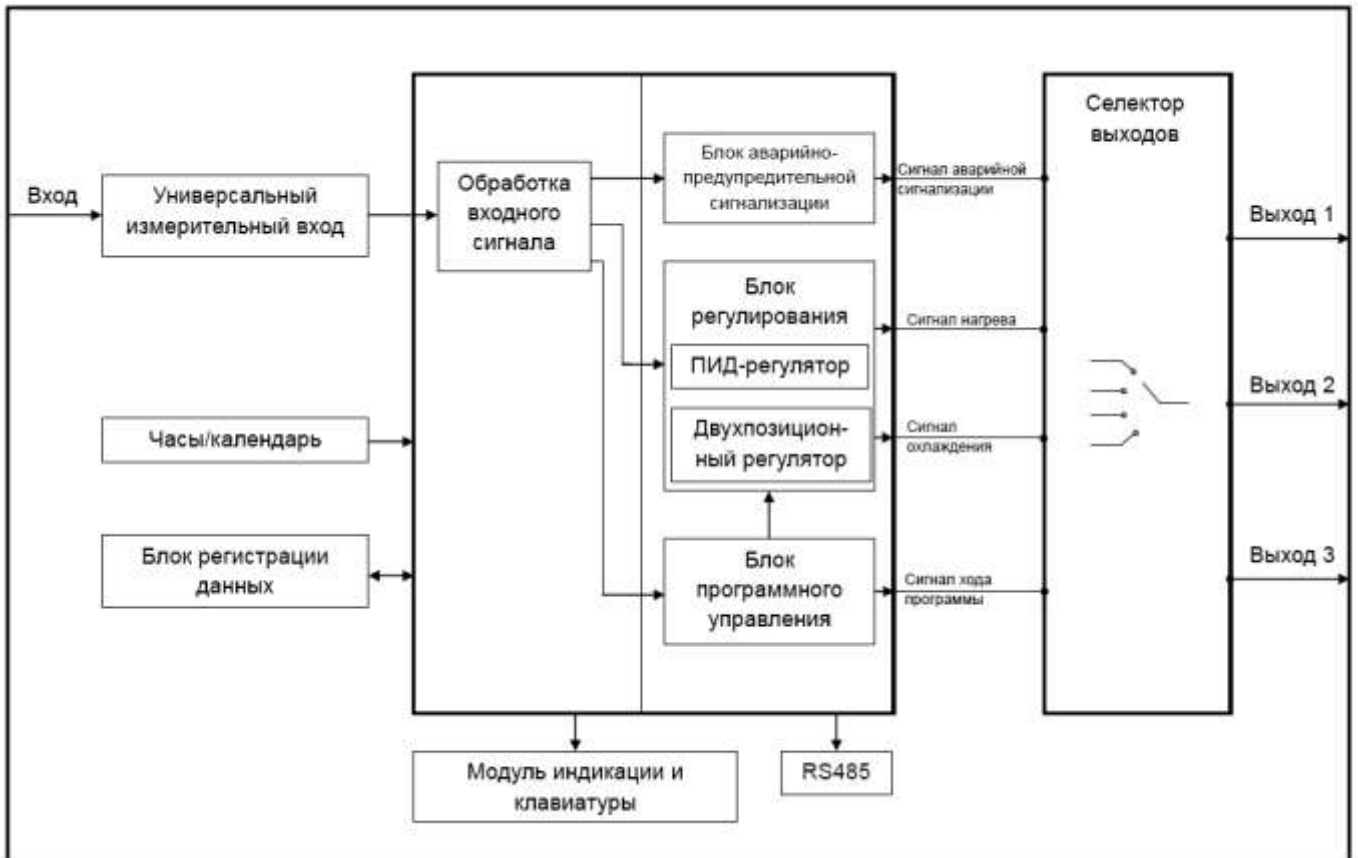 Вход
Универсальный
измерительный вход
Часы/календарь
Блок регистрации
данных
Обработка
входного
сигнала
Блок аварийно-
предупредительной
сигнализации
Блок
регулирования
ПИД-регулятор
Двухпозицион-
ный регулятор
Блок
программного
управления
Сигнал аварийной
сигнализации
Сигнал нагрева
Сигнал
охлаждения
Сигнал хода
программы
Селектор
выходов
Выход 1
Выход 2
Выход 3
Модуль индикации и
клавиатуры
RS485